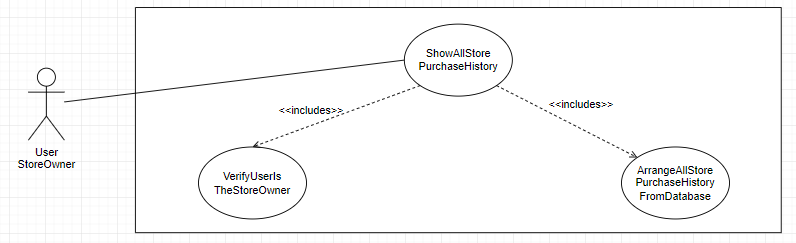 ShowAllStore
PurchaseHistory
<<includes>>
<<includes>>
User
StoreOwner
VerifyUserIs
TheStoreOwner
ArrangeAllStore
PurchaseHistory
FromDatabase